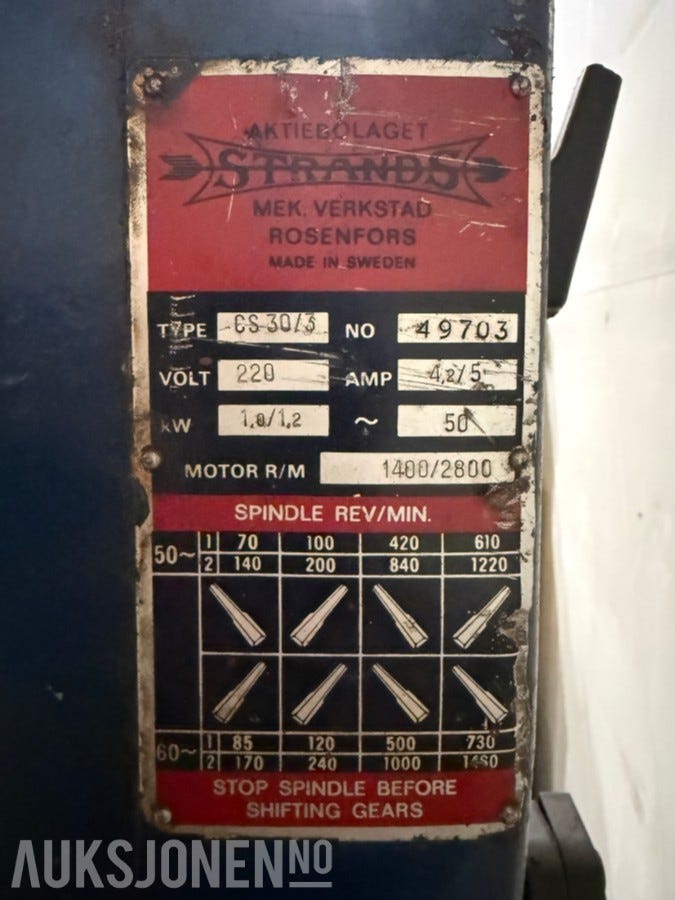 AKTIEBOLAGET
STRANDS
MEK. VERKSTAD
ROSENFORS
MADE IN SWEDEN
TYPE CS 30/3 NO 49703
VOLT 220 AMP 4,2/5
kW 1,0/1,2 ~ 50
MOTOR R/M 1400/2800
SPINDLE REV/MIN.
50~ 1 70 100 420 610
2 140 200 840 1220
60~ 1 85 120 500 730
2 170 240 1000 1460
STOP SPINDLE BEFORE
SHIFTING GEARS
AUKSJONEN NO